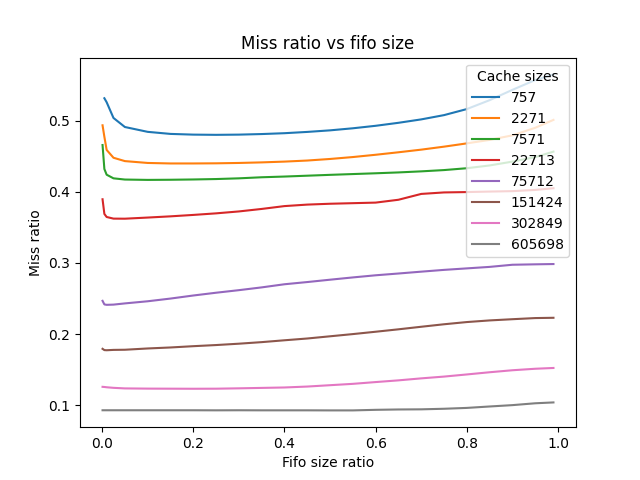 Miss ratio vs fifo size
Cache sizes
757
2271
7571
22713
75712
151424
302849
605698
Miss ratio
0.5
0.4
0.3
0.2
0.1
0.0 0.2 0.4 0.6 0.8 1.0
Fifo size ratio